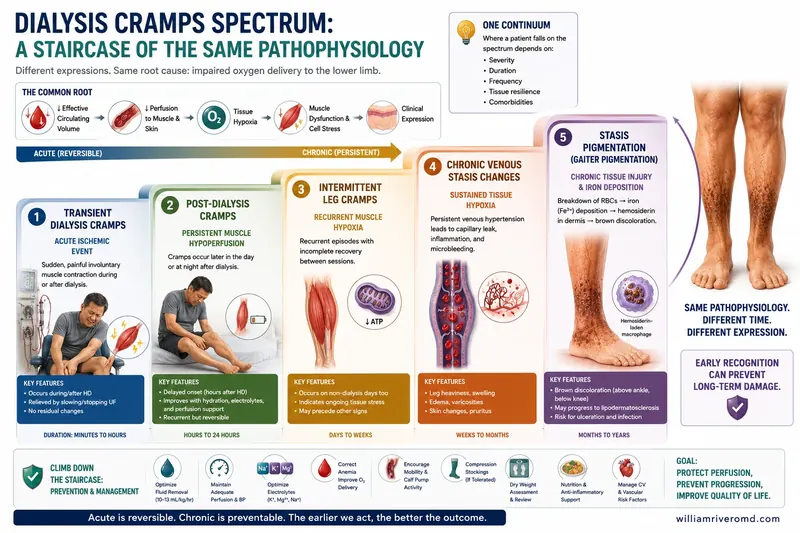 DIALYSIS CRAMPS SPECTRUM:
A STAIRCASE OF THE SAME PATHOPHYSIOLOGY
Different expressions. Same root cause: impaired oxygen delivery to the lower limb.
THE COMMON ROOT
↓ Effective
Circulating
Volume
↓ Perfusion
to Muscle &
Skin
O₂
Tissue
Hypoxia
↓ Muscle
Dysfunction &
Cell Stress
Clinical
Expression
ONE CONTINUUM
Where a patient falls on the
spectrum depends on:
• Severity
• Duration
• Frequency
• Tissue resilience
• Comorbidities
ACUTE (REVERSIBLE)
CHRONIC (PERSISTENT)
1
TRANSIENT
DIALYSIS CRAMPS
ACUTE ISCHEMIC
EVENT
Sudden, painful involuntary
muscle contraction during
or after dialysis.
KEY FEATURES
• Occurs during/after HD
• Relieved by slowing/stopping UF
• No residual changes
DURATION: MINUTES TO HOURS
2
POST-DIALYSIS
CRAMPS
PERSISTENT MUSCLE
HYPOPERFUSION
Cramps occur later in the day
or at night after dialysis.
KEY FEATURES
• Delayed onset (hours after HD)
• Improves with hydration, electrolytes,
and perfusion support
• Recurrent but reversible
HOURS TO 24 HOURS
3
INTERMITTENT
LEG CRAMPS
RECURRENT MUSCLE
HYPOXIA
Recurrent episodes with
incomplete recovery
between sessions.
↓ ATP
KEY FEATURES
• Occurs on non-dialysis days too
• Indicates ongoing tissue stress
• May precede other signs
DAYS TO WEEKS
4
CHRONIC VENOUS
STASIS CHANGES
SUSTAINED TISSUE
HYPOXIA
Persistent venous hypertension
leads to capillary leak,
inflammation, and
microbleeding.
KEY FEATURES
• Leg heaviness, swelling
• Edema, varicosities
• Skin changes, pruritus
WEEKS TO MONTHS
5
STASIS
PIGMENTATION
(GAITER PIGMENTATION)
CHRONIC TISSUE INJURY
& IRON DEPOSITION
Breakdown of RBCs → iron
(Fe³⁺) deposition → hemosiderin
in dermis → brown discoloration.
Hemosiderin-
laden
macrophage
KEY FEATURES
• Brown discoloration (above ankle,
below knee)
• May progress to lipodermatosclerosis
• Risk for ulceration and infection
MONTHS TO YEARS
SAME PATHOPHYSIOLOGY.
DIFFERENT TIME.
DIFFERENT EXPRESSION.
EARLY RECOGNITION
CAN PREVENT
LONG-TERM DAMAGE.
CLIMB DOWN
THE STAIRCASE:
PREVENTION & MANAGEMENT
Optimize
Fluid Removal
(10–13 mL/kg/hr)
Maintain
Adequate
Perfusion & BP
Na⁺ K⁺ Mg²⁺
Optimize
Electrolytes
(K⁺, Mg²⁺, Na⁺)
Correct
Anemia
Improve O₂
Delivery
Encourage
Mobility &
Calf Pump
Activity
Compression
Stockings
(If Tolerated)
Dry Weight
Assessment
& Review
Nutrition &
Anti-inflammatory
Support
Manage CV
& Vascular
Risk Factors
GOAL:
PROTECT PERFUSION,
PREVENT PROGRESSION,
IMPROVE QUALITY OF LIFE.
Acute is reversible. Chronic is preventable. The earlier we act, the better the outcome.
williamriveromd.com